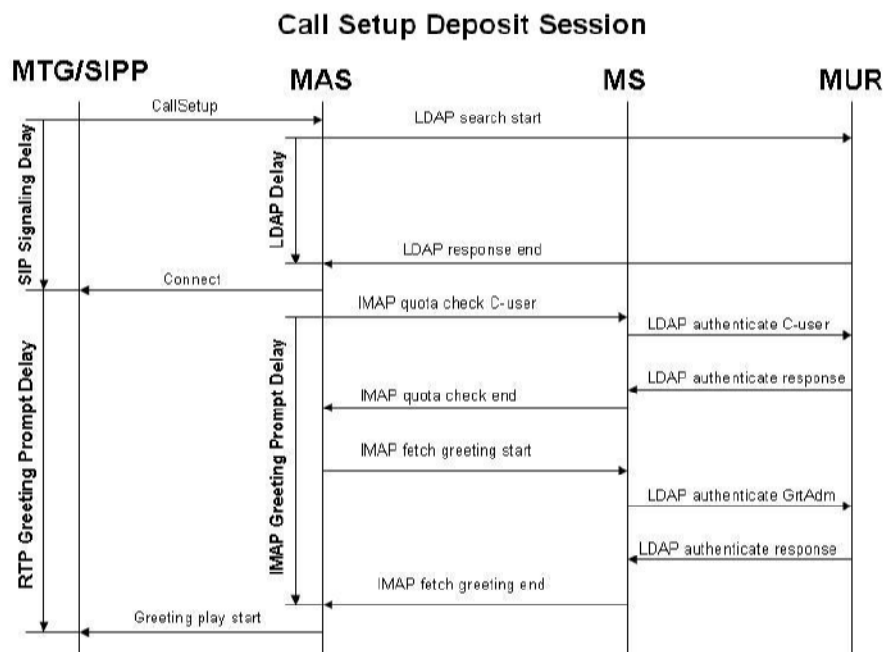 Call Setup Deposit Session
MTG/SIPP
MAS
MS
MUR
CallSetup
LDAP search start
SIP Signaling Delay
LDAP Delay
LDAP response end
Connect
IMAP quota check C-user
LDAP authenticate C-user
RTP Greeting Prompt Delay
IMAP Greeting Prompt Delay
LDAP authenticate response
IMAP quota check end
IMAP fetch greeting start
LDAP authenticate GrtAdm
LDAP authenticate response
IMAP fetch greeting end
Greeting play start